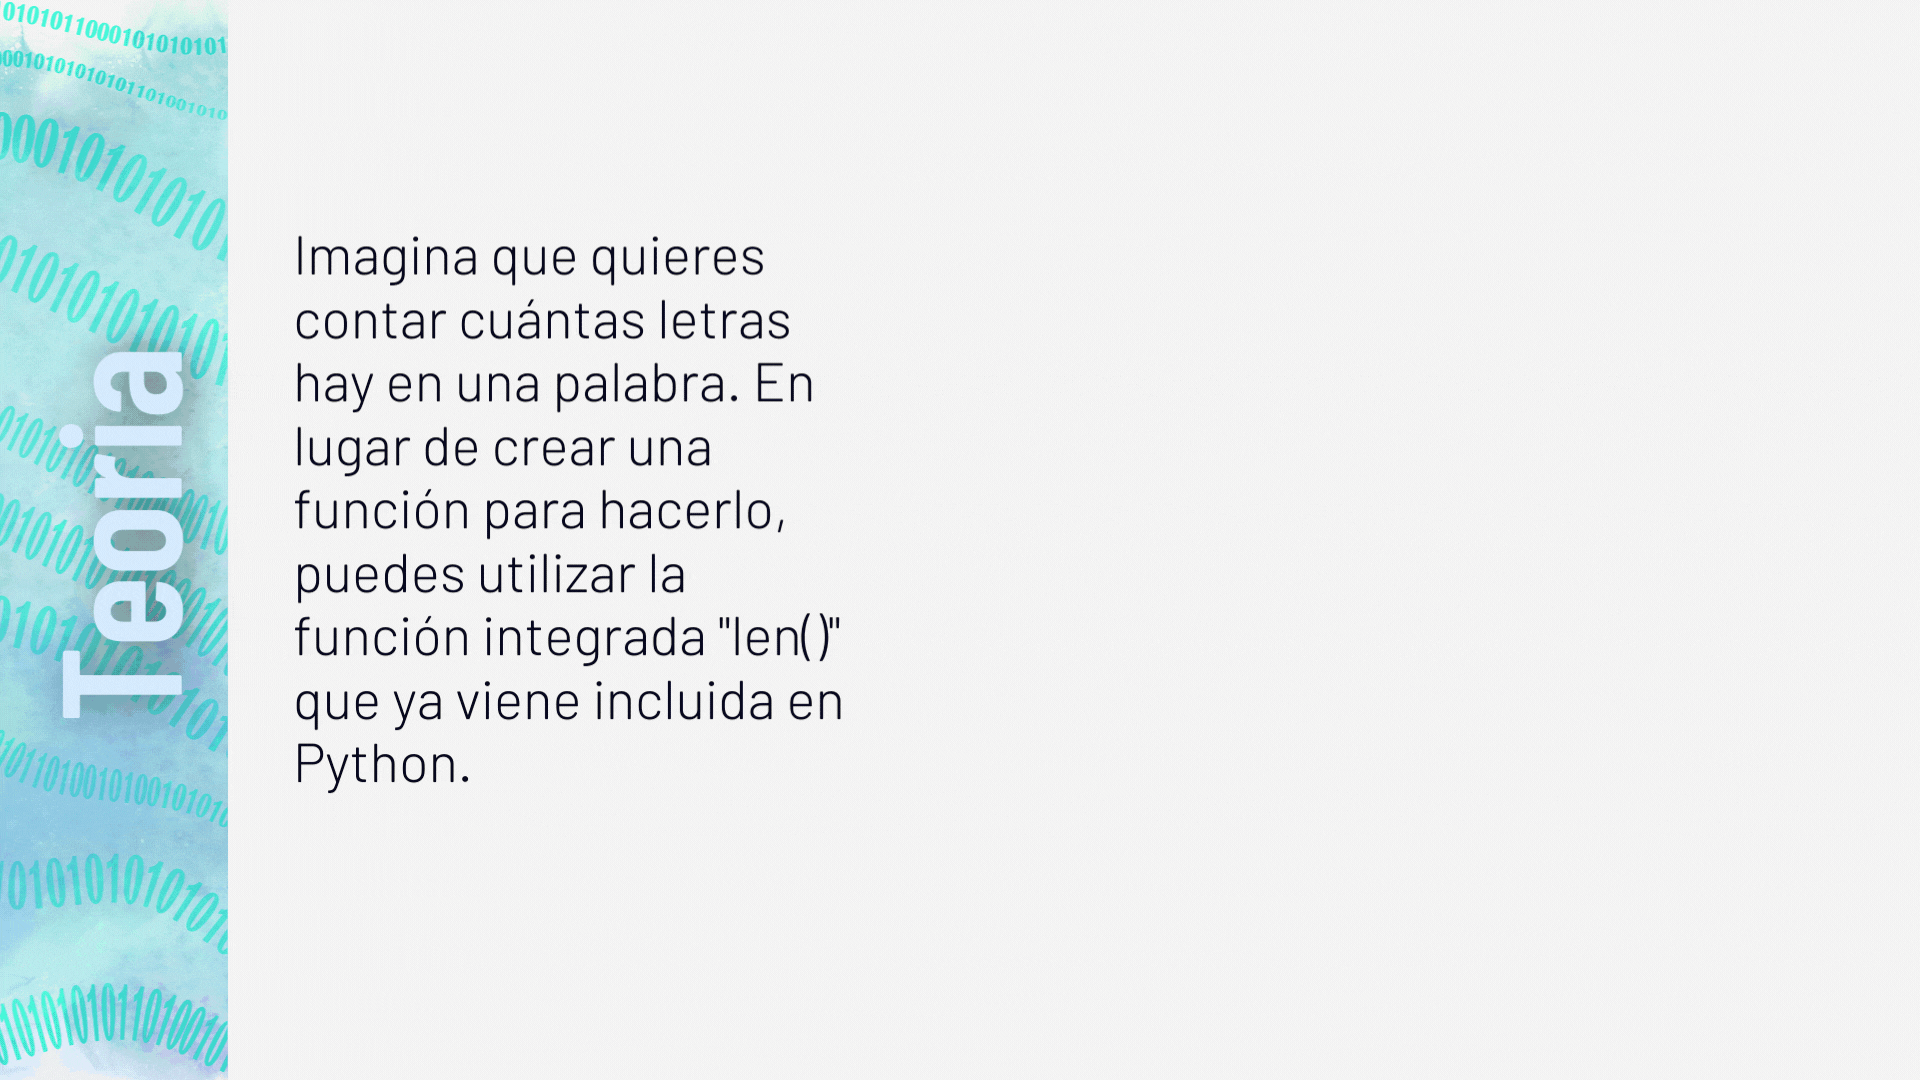 Teoria
Imagina que quieres
contar cuántas letras
hay en una palabra. En
lugar de crear una
función para hacerlo,
puedes utilizar la
función integrada "len()"
que ya viene incluida en
Python.